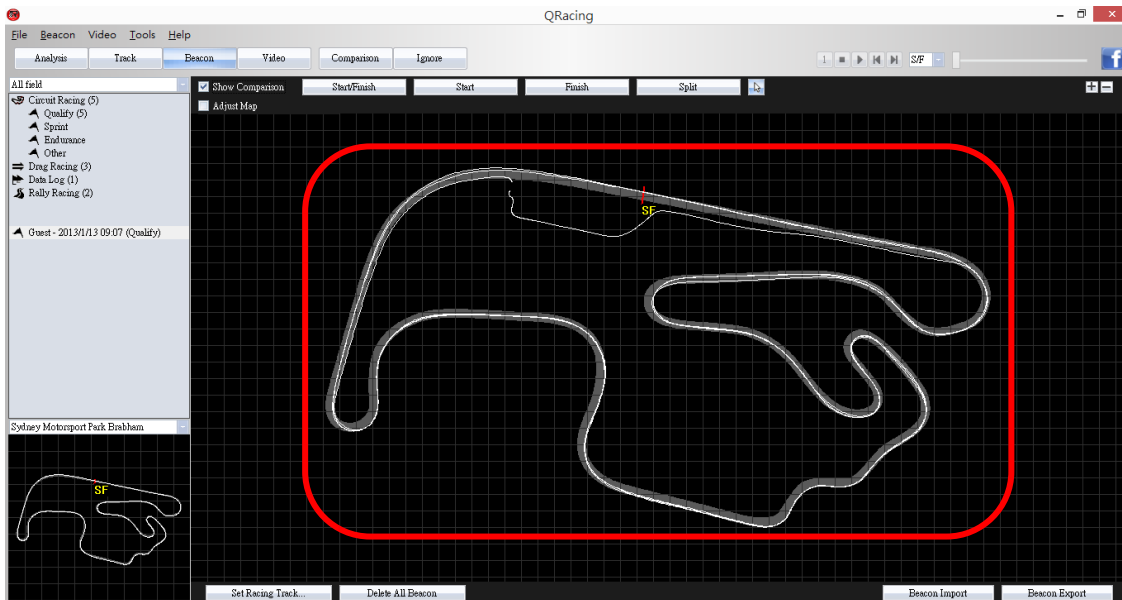 QRacing
File Beacon Video Tools Help
Analysis Track Beacon Video Comparison Ignore 1 S/F f
All field
Show Comparison Start/Finish Start Finish Split
Adjust Map
Circuit Racing (5)
Qualify (5)
Sprint
Endurance
Other
Drag Racing (3)
Data Log (1)
Rally Racing (2)
Guest - 2013/1/13 09:07 (Qualify)
SF
Sydney Motorsport Park Brabham
SF
Set Racing Track... Delete All Beacon Beacon Import Beacon Export